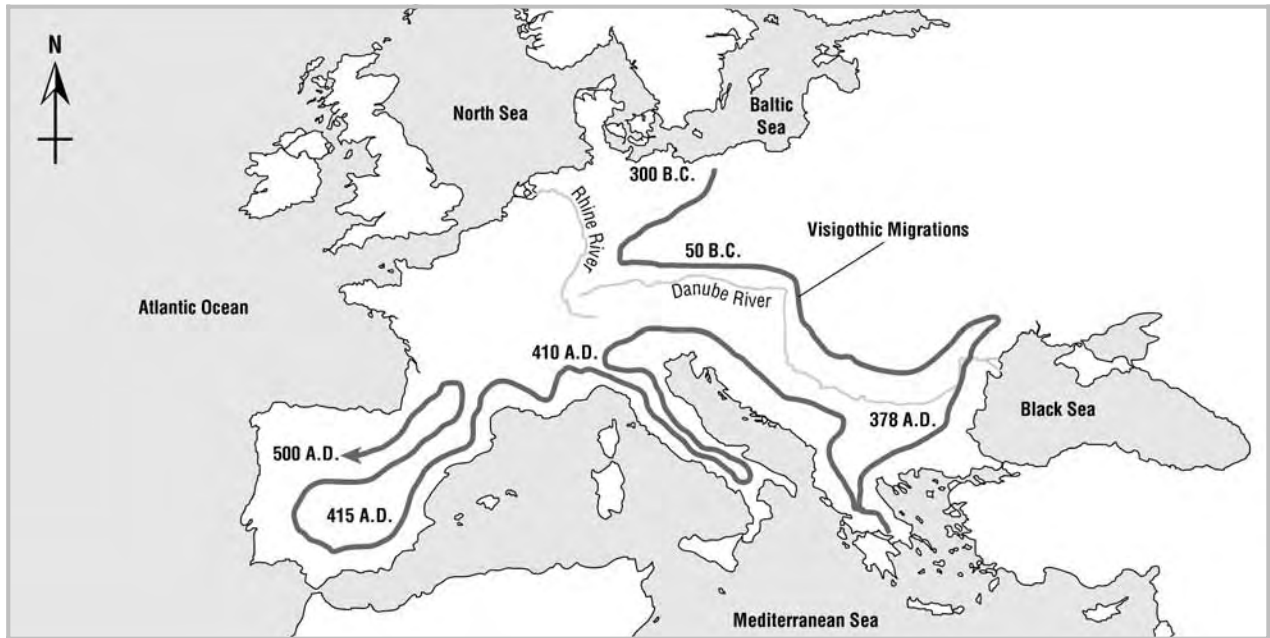 N
North Sea
Baltic
Sea
300 B.C.
Rhine River
50 B.C.
Visigothic Migrations
Danube River
Atlantic Ocean
410 A.D.
378 A.D.
Black Sea
500 A.D.
415 A.D.
Mediterranean Sea